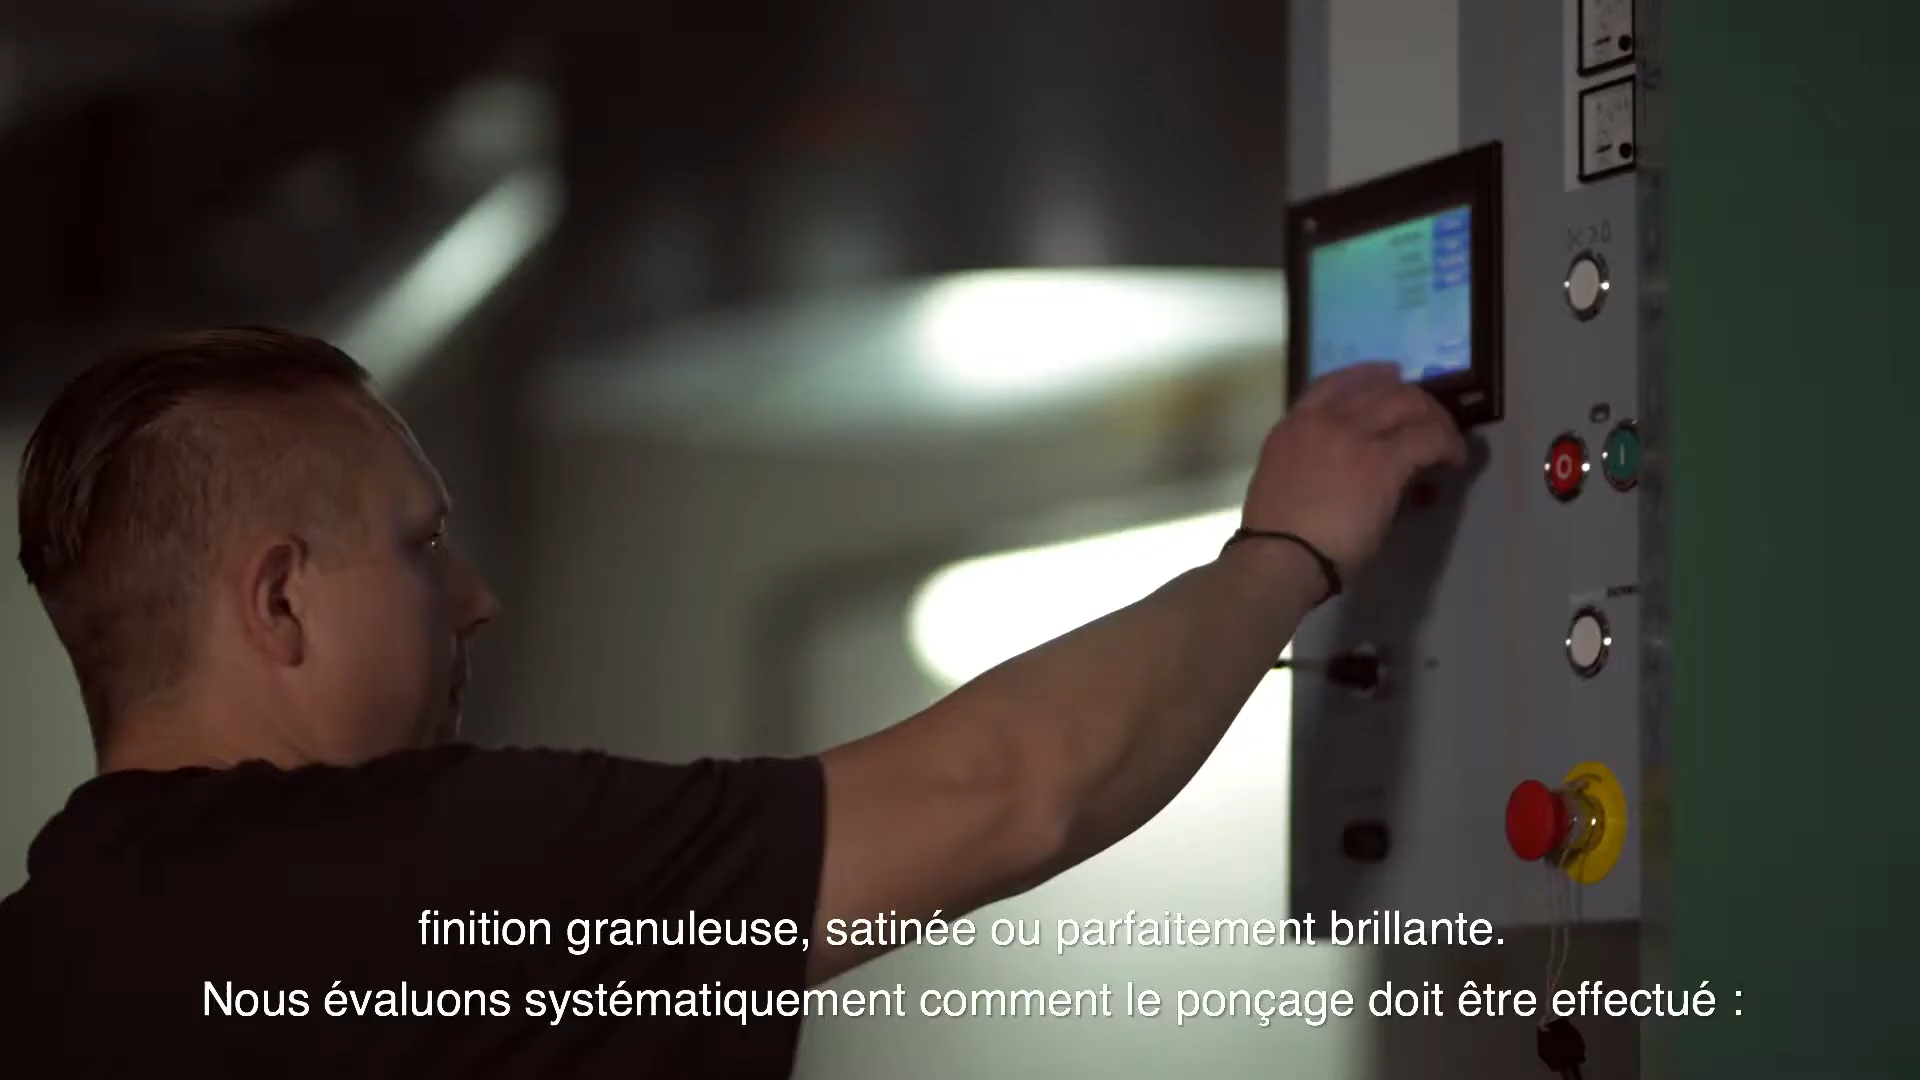 finition granuleuse, satinée ou parfaitement brillante.
Nous évaluons systématiquement comment le ponçage doit être effectué :